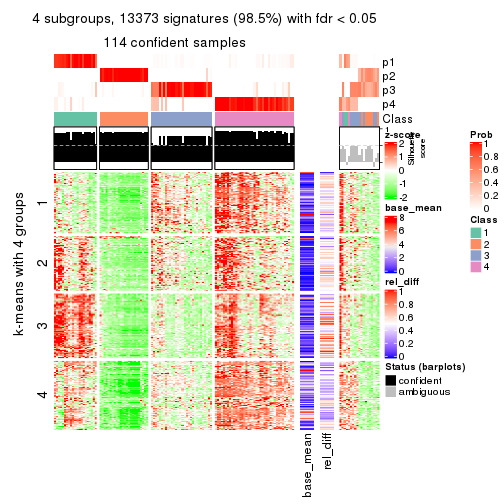 4 subgroups, 13373 signatures (98.5%) with fdr < 0.05
114 confident samples
p1
p2
p3
p4
Class
1
Silhouette
score
k-means with 4 groups
1
2
3
4
base_mean
rel_diff
z-score
2
1
0
-1
-2
base_mean
8
6
4
2
0
rel_diff
1
0.8
0.6
0.4
0.2
0
Status (barplots)
confident
ambiguous
Prob
1
0.8
0.6
0.4
0.2
0
Class
1
2
3
4